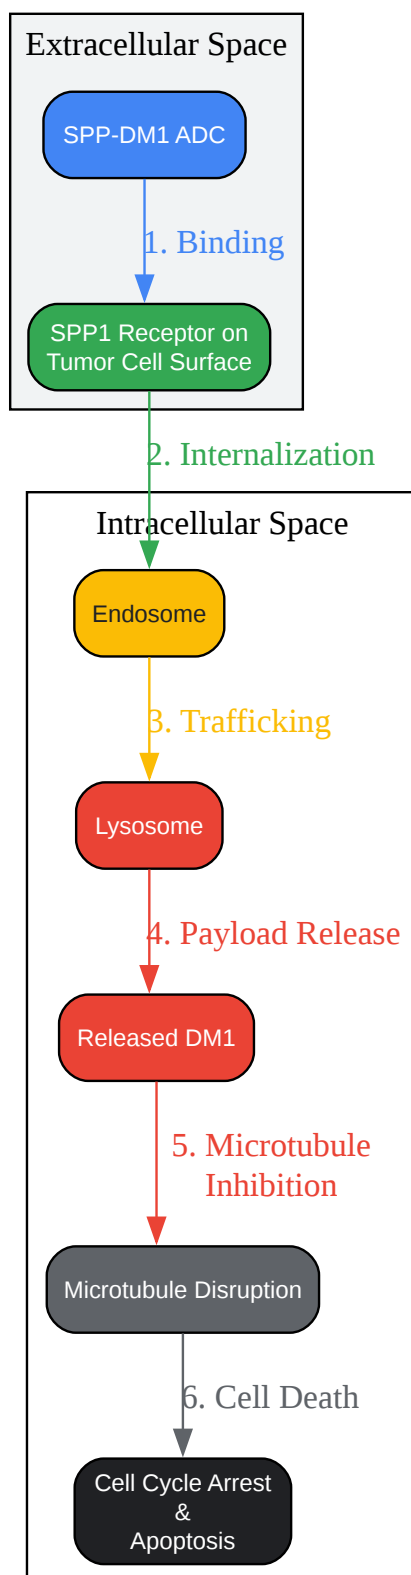 Extracellular Space
SPP-DM1 ADC
1. Binding
SPP1 Receptor on
Tumor Cell Surface
2. Internalization
Intracellular Space
Endosome
3. Trafficking
Lysosome
4. Payload Release
Released DM1
5. Microtubule
Inhibition
Microtubule Disruption
6. Cell Death
Cell Cycle Arrest
&
Apoptosis